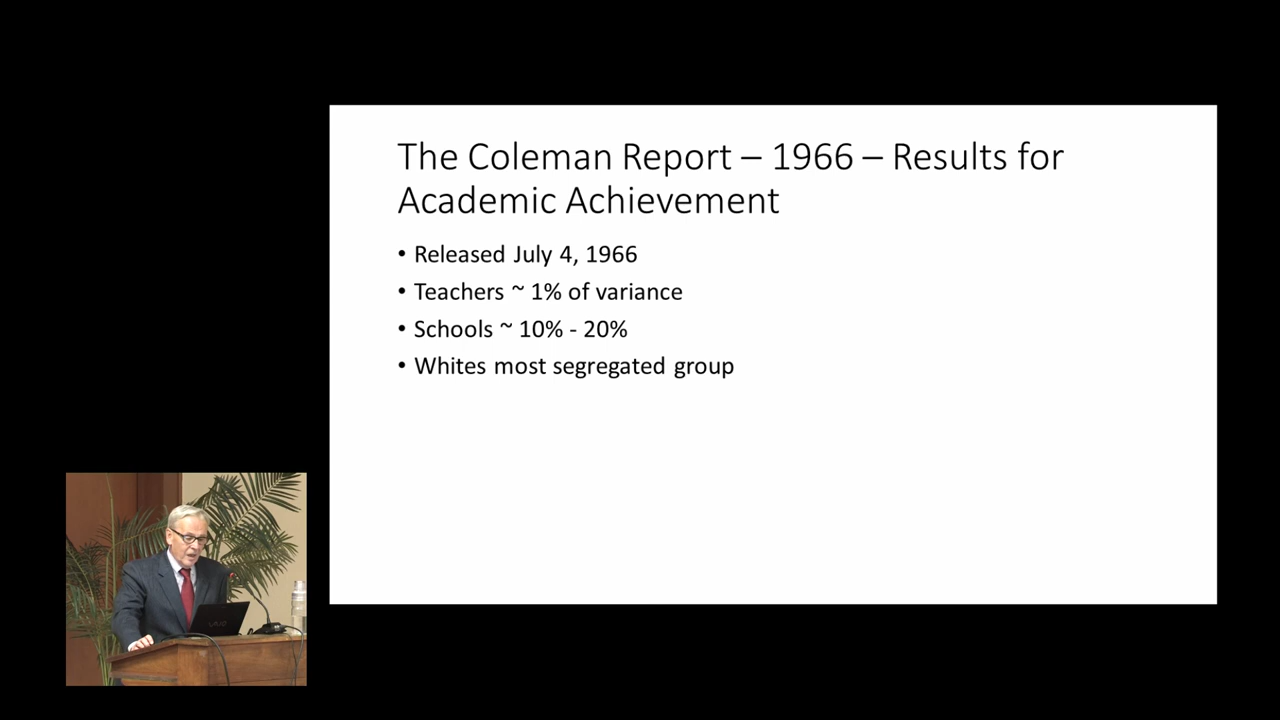 The Coleman Report – 1966 – Results for
Academic Achievement
• Released July 4, 1966
• Teachers ~ 1% of variance
• Schools ~ 10% - 20%
• Whites most segregated group
VAIO